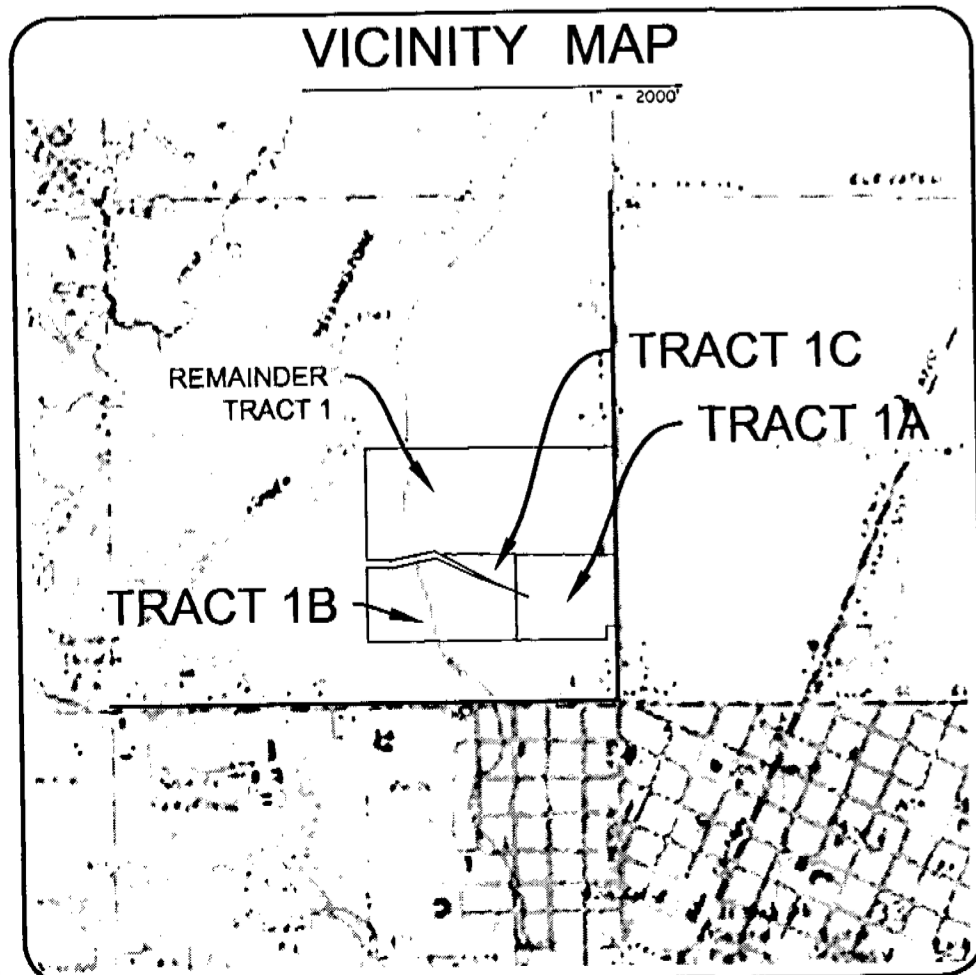 VICINITY MAP
1" = 2000'
TRACT 1C
REMAINDER
TRACT 1
TRACT 1A
TRACT 1B